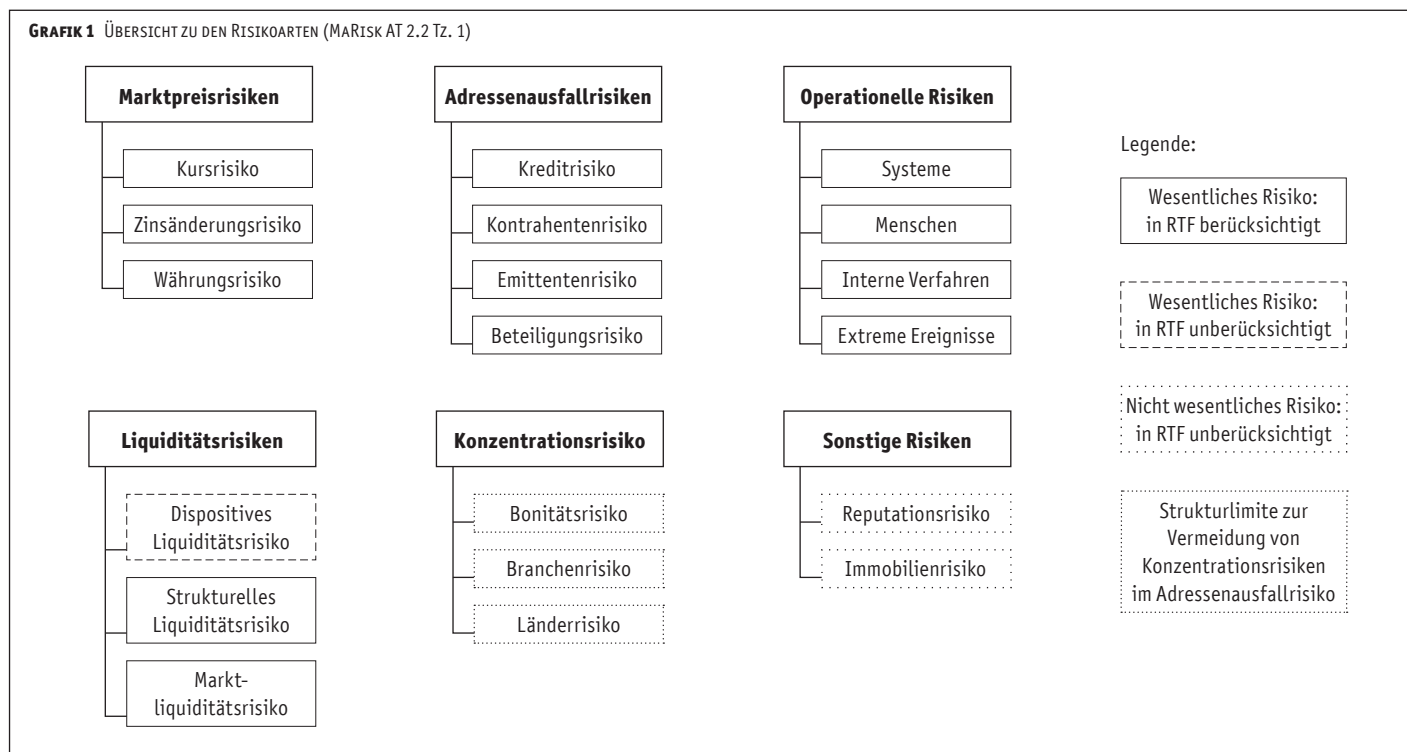 GRAFIK 1 ÜBERSICHT ZU DEN RISIKOARTEN (MARISK AT 2.2 TZ. 1)
Marktpreisrisiken
Kursrisiko
Zinsänderungsrisiko
Währungsrisiko
Adressenausfallrisiken
Kreditrisiko
Kontrahentenrisiko
Emittentenrisiko
Beteiligungsrisiko
Operationelle Risiken
Systeme
Menschen
Interne Verfahren
Extreme Ereignisse
Liquiditätsrisiken
Dispositives
Liquiditätsrisiko
Strukturelles
Liquiditätsrisiko
Markt-
liquiditätsrisiko
Konzentrationsrisiko
Bonitätsrisiko
Branchenrisiko
Länderrisiko
Sonstige Risiken
Reputationsrisiko
Immobilienrisiko
Legende:
Wesentliches Risiko:
in RTF berücksichtigt
Wesentliches Risiko:
in RTF unberücksichtigt
Nicht wesentliches Risiko:
in RTF unberücksichtigt
Strukturlimite zur
Vermeidung von
Konzentrationsrisiken
im Adressenausfallrisiko